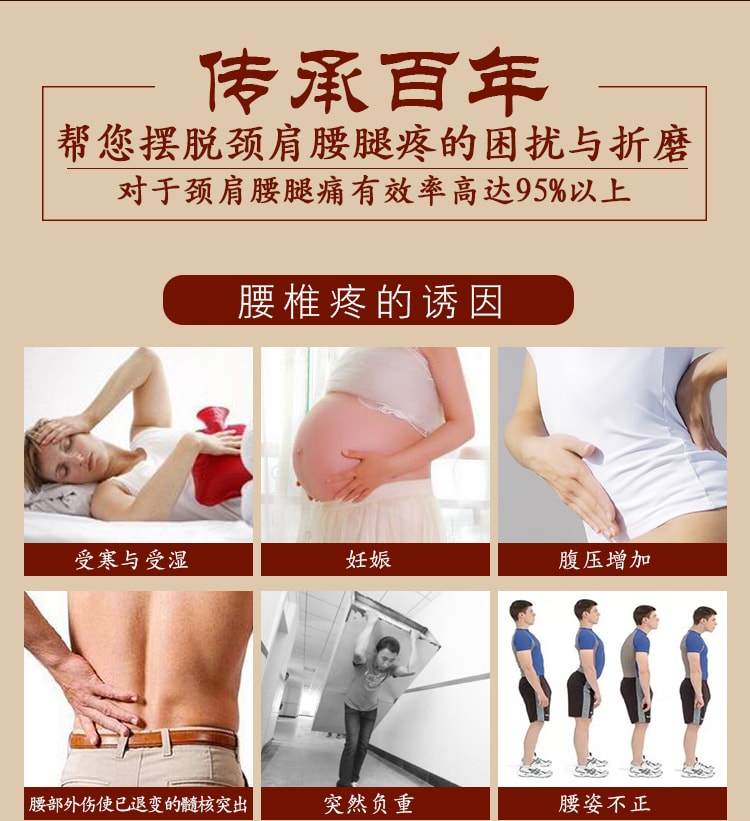 传承百年
帮您摆脱颈肩腰腿疼的困扰与折磨
对于颈肩腰腿痛有效率高达95%以上
腰椎疼的诱因
受寒与受湿
妊娠
腹压增加
腰部外伤使已退变的髓核突出
突然负重
腰姿不正